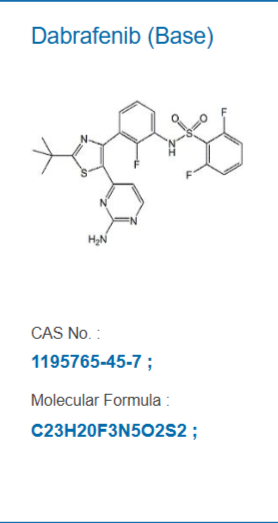 Dabrafenib (Base)
N
S
N
N
H₂N
F
N
H
O
O
S
F
F
CAS No. :
1195765-45-7 ;
Molecular Formula :
C23H20F3N5O2S2 ;